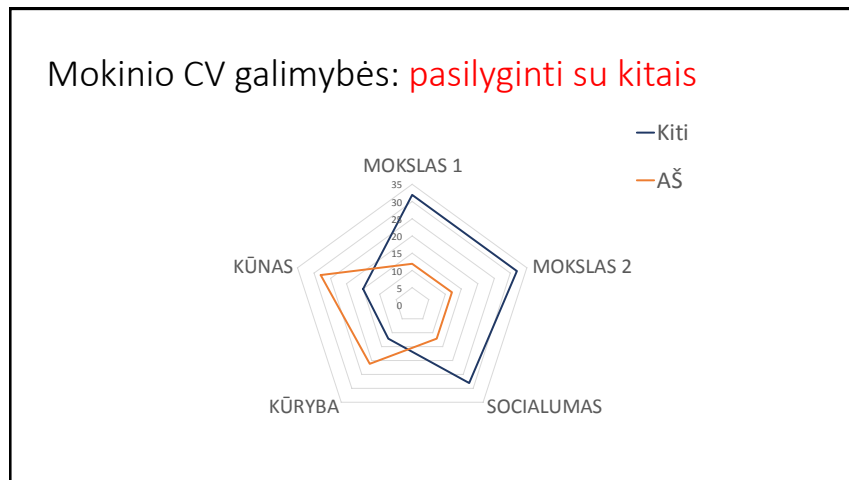 Mokinio CV galimybės: pasilyginti su kitais
Kiti
AŠ
MOKSLAS 1
35
30
25
20
15
10
5
0
MOKSLAS 2
SOCIALUMAS
KŪRYBA
KŪNAS